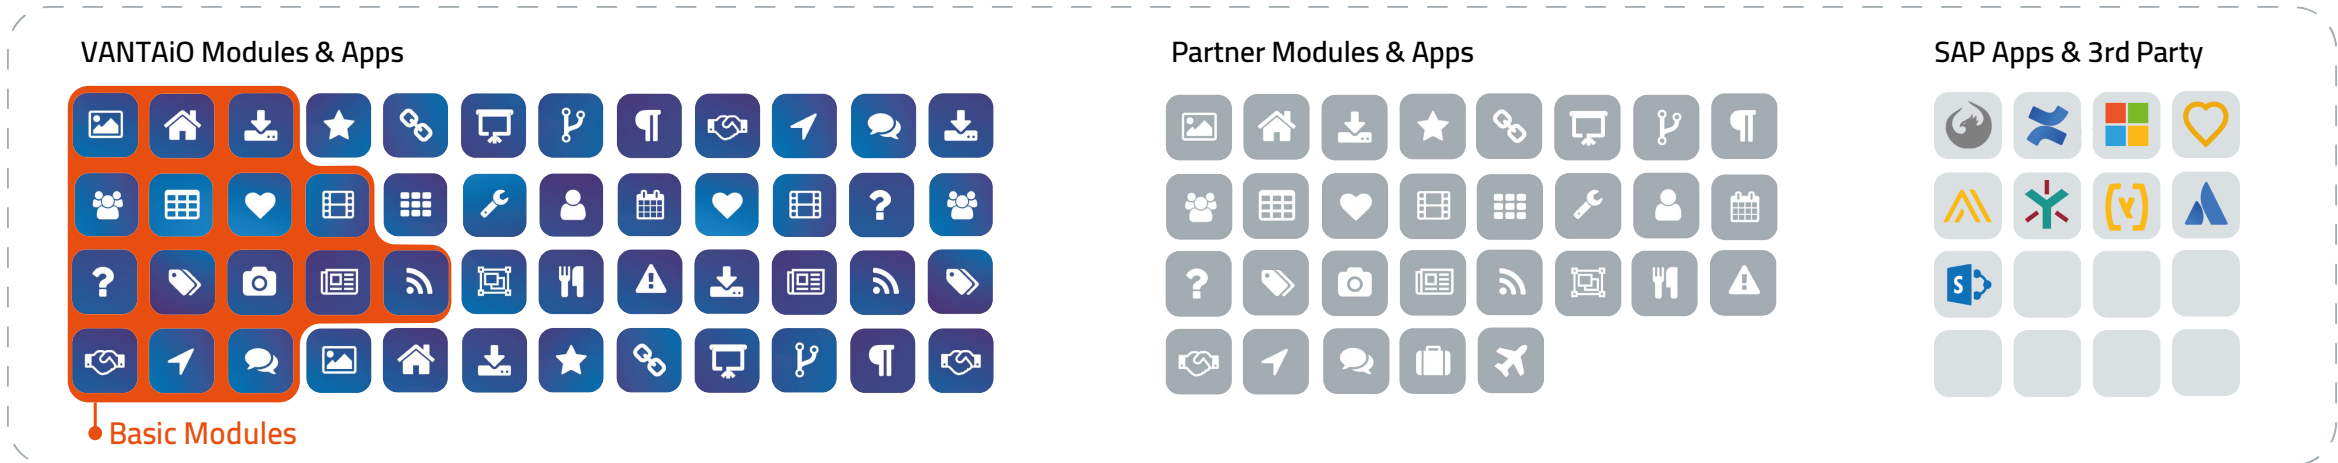 VANTAiO Modules & Apps
Partner Modules & Apps
SAP Apps & 3rd Party
Basic Modules